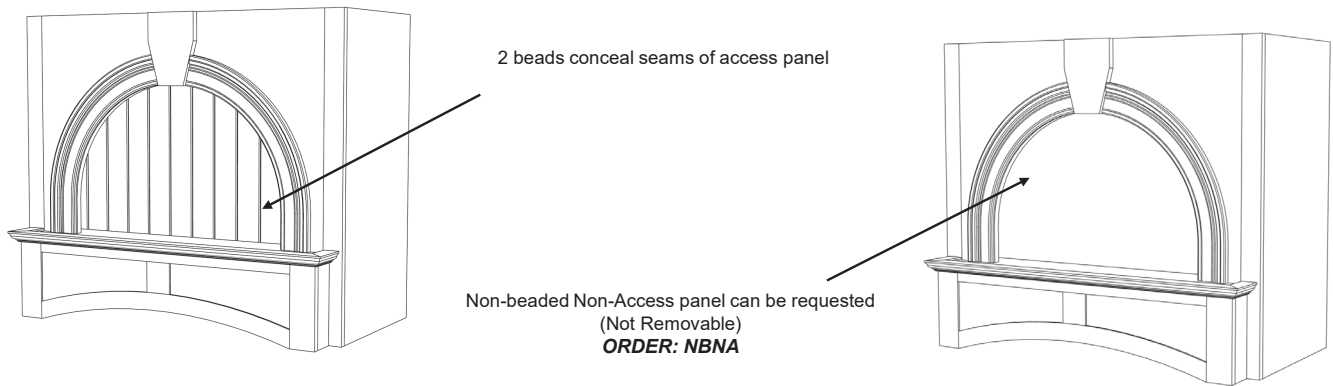 2 beads conceal seams of access panel
Non-beaded Non-Access panel can be requested
(Not Removable)
ORDER: NBNA